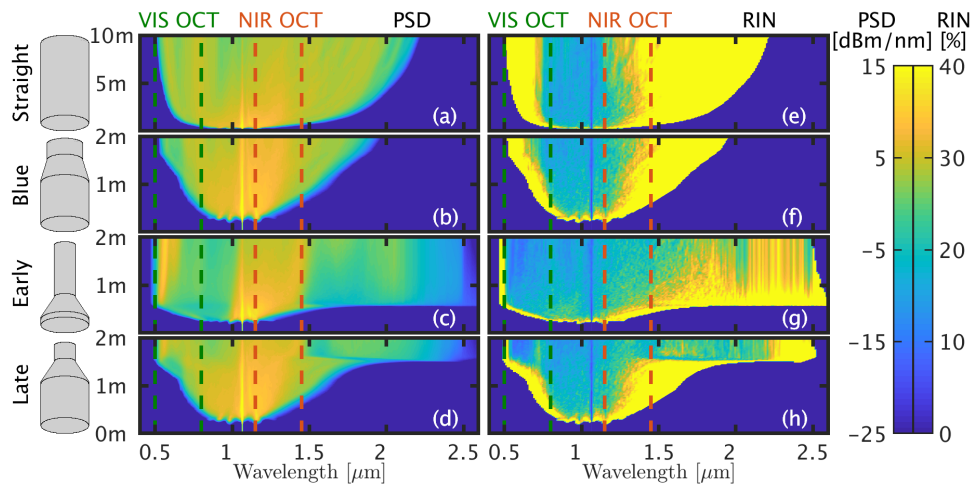 VIS OCT NIR OCT PSD VIS OCT NIR OCT RIN PSD RIN
[dBm/nm] [%]
Straight 10m 5m (a) (e) 15 40
Blue 2m 1m (b) (f) 5 30
Early 2m 1m (c) (g) -5 20
Late 2m 1m 0m (d) (h) -15 10
-25 0
0.5 1 1.5 2 2.5 0.5 1 1.5 2 2.5
Wavelength [μm] Wavelength [μm]